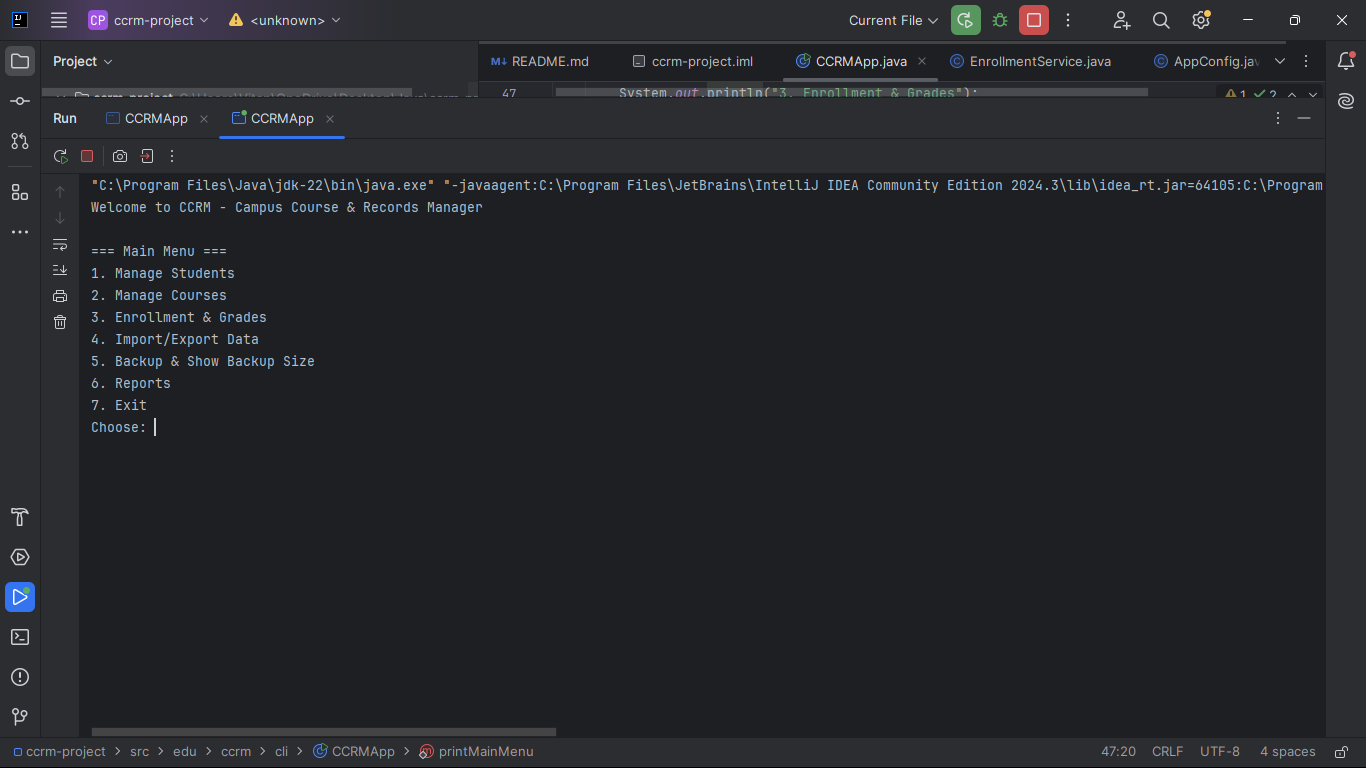 CP ccrm-project <unknown> Current File
Project
README.md ccrm-project.iml CCRMApp.java EnrollmentService.java AppConfig.jav
47 System.out.println("3. Enrollment & Grades"); 1 2
Run CCRMApp CCRMApp
"C:\Program Files\Java\jdk-22\bin\java.exe" "-javaagent:C:\Program Files\JetBrains\IntelliJ IDEA Community Edition 2024.3\lib\idea_rt.jar=64105:C:\Program
Welcome to CCRM - Campus Course & Records Manager
=== Main Menu ===
1. Manage Students
2. Manage Courses
3. Enrollment & Grades
4. Import/Export Data
5. Backup & Show Backup Size
6. Reports
7. Exit
Choose:
ccrm-project > src > edu > ccrm > cli > CCRMApp > printMainMenu 47:20 CRLF UTF-8 4 spaces